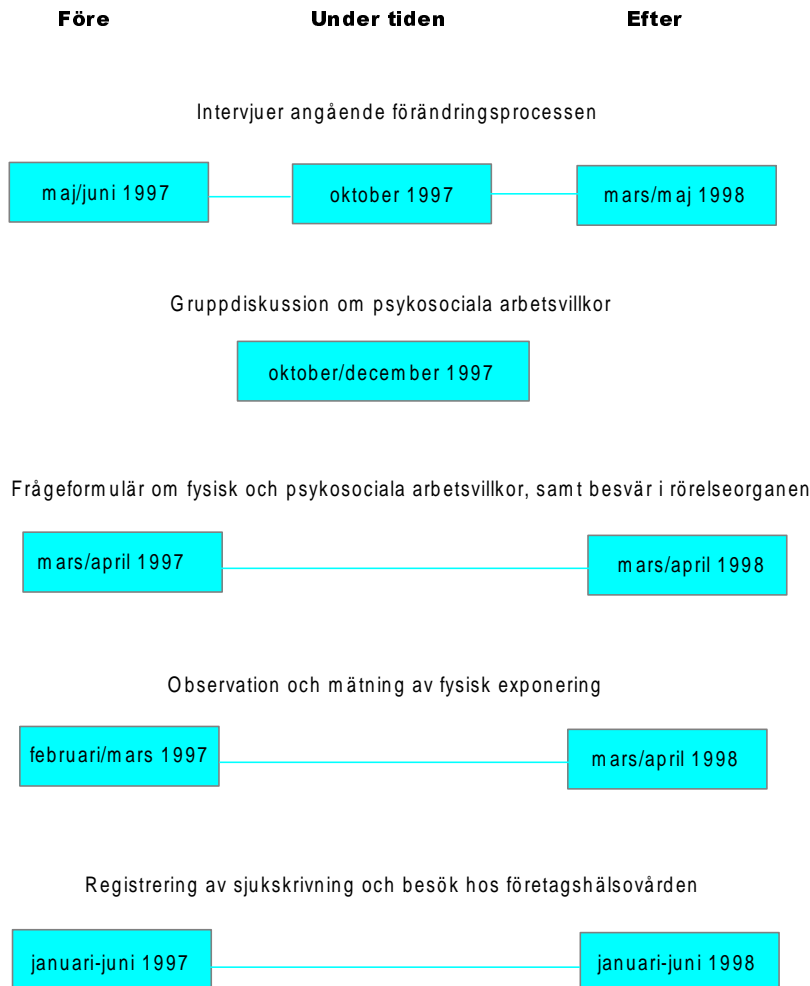 Före Under tiden Efter
Intervjuer angående förändringsprocessen
maj/juni 1997 oktober 1997 mars/maj 1998
Gruppdiskussion om psykosociala arbetsvillkor
oktober/december 1997
Frågeformulär om fysisk och psykosociala arbetsvillkor, samt besvär i rörelseorganen
mars/april 1997 mars/april 1998
Observation och mätning av fysisk exponering
februari/mars 1997 mars/april 1998
Registrering av sjukskrivning och besök hos företagshälsovården
januari-juni 1997 januari-juni 1998